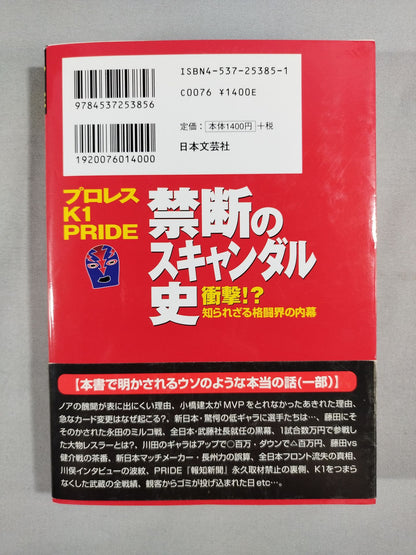 ISBN4-537-25385-1
C0076 ¥1400E
9784537253856
定価：本体1400円＋税
1920076014000
日本文芸社
プロレス
K1
PRIDE
禁断の
スキャンダル
史
衝撃!?
知られざる格闘界の内幕
【本書で明かされるウソのような本当の話（一部）】
ノアの醜聞が表に出にくい理由、小橋建太がMVPをとれなかったあきれた理由、
急なカード変更はなぜ起こる?、新日本・驚愕の低ギャラに選手たちは…、藤田に
そそのかされた永田のミルコ戦、全日本・武藤社長就任の黒幕、1試合数万円で参戦し
た大物レスラーとは?、川田のギャラはアップで○百万・ダウンで△百万円、藤田vs
健介戦の茶番、新日本マッチメーカー・長州力の誤算、全日本フロント流失の真相、
川俣インタビューの波紋、PRIDE『報知新聞』永久取材禁止の裏側、K1をつまら
なくした武蔵の全戦績、観客からゴミが投げ込まれた日etc…。